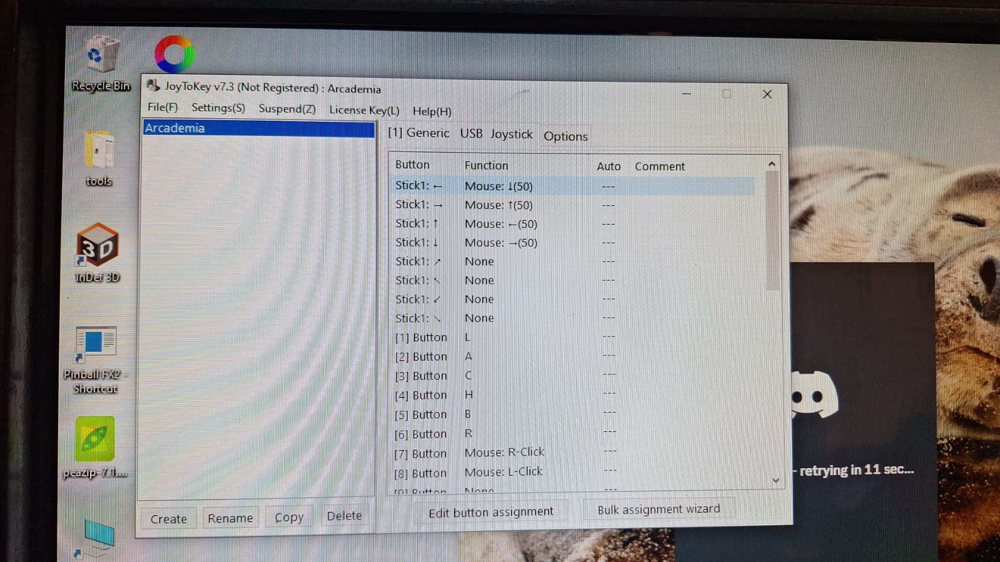 Recycle Bin
tools
3D
TriDef 3D
Pinball FX2 -
Shortcut
peazip-7.1....
JoyToKey v7.3 (Not Registered) : Arcademia
File(F) Settings(S) Suspend(Z) License Key(L) Help(H)
Arcademia
[1] Generic USB Joystick Options
Button Function Auto Comment
Stick1: ← Mouse: ↓(50) ---
Stick1: → Mouse: ↑(50) ---
Stick1: ↑ Mouse: ←(50) ---
Stick1: ↓ Mouse: →(50) ---
Stick1: ↗ None ---
Stick1: ↖ None ---
Stick1: ↙ None ---
Stick1: ↘ None ---
[1] Button L ---
[2] Button A ---
[3] Button C ---
[4] Button H ---
[5] Button B ---
[6] Button R ---
[7] Button Mouse: R-Click ---
[8] Button Mouse: L-Click ---
[9] Button None ---
Create Rename Copy Delete
Edit button assignment Bulk assignment wizard
- retrying in 11 sec...